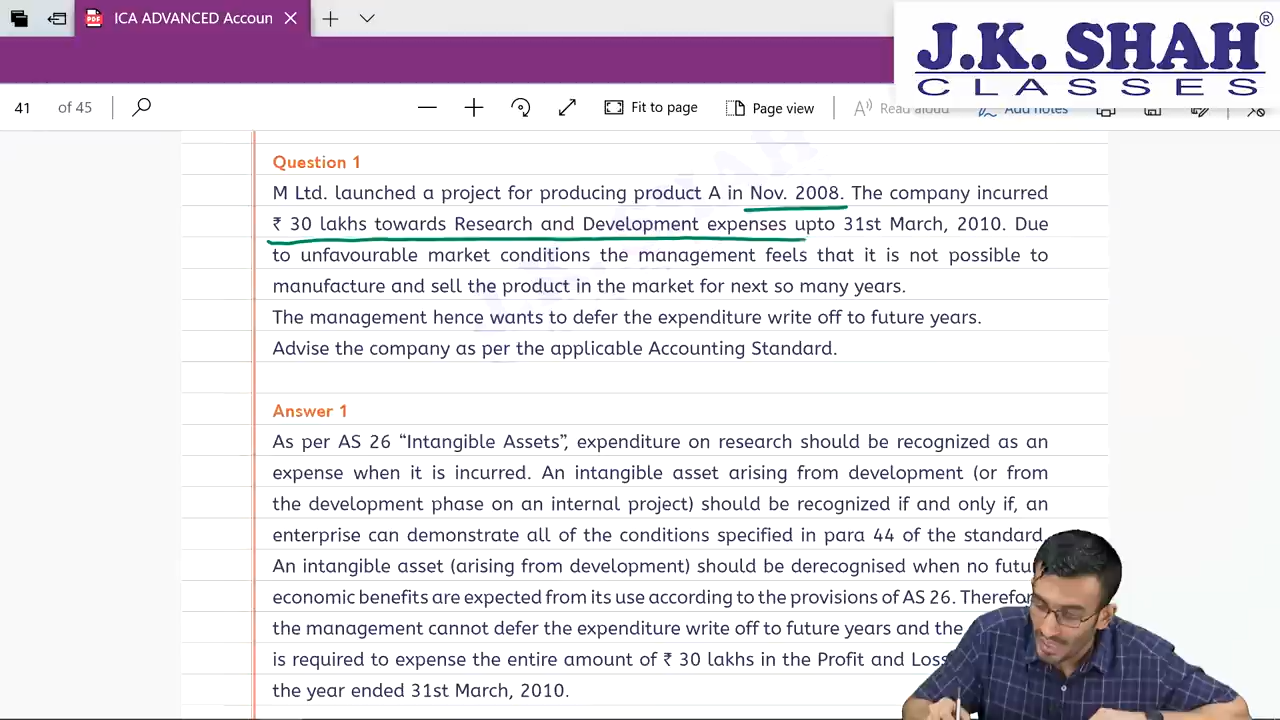 ICA ADVANCED Accoun
J.K. SHAH®
CLASSES
41 of 45
Fit to page
Page view
Read aloud
Add notes
Question 1
M Ltd. launched a project for producing product A in Nov. 2008. The company incurred
₹ 30 lakhs towards Research and Development expenses upto 31st March, 2010. Due
to unfavourable market conditions the management feels that it is not possible to
manufacture and sell the product in the market for next so many years.
The management hence wants to defer the expenditure write off to future years.
Advise the company as per the applicable Accounting Standard.
Answer 1
As per AS 26 “Intangible Assets”, expenditure on research should be recognized as an
expense when it is incurred. An intangible asset arising from development (or from
the development phase on an internal project) should be recognized if and only if, an
enterprise can demonstrate all of the conditions specified in para 44 of the standard.
An intangible asset (arising from development) should be derecognised when no futur
economic benefits are expected from its use according to the provisions of AS 26. Therefor
the management cannot defer the expenditure write off to future years and the
is required to expense the entire amount of ₹ 30 lakhs in the Profit and Loss
the year ended 31st March, 2010.